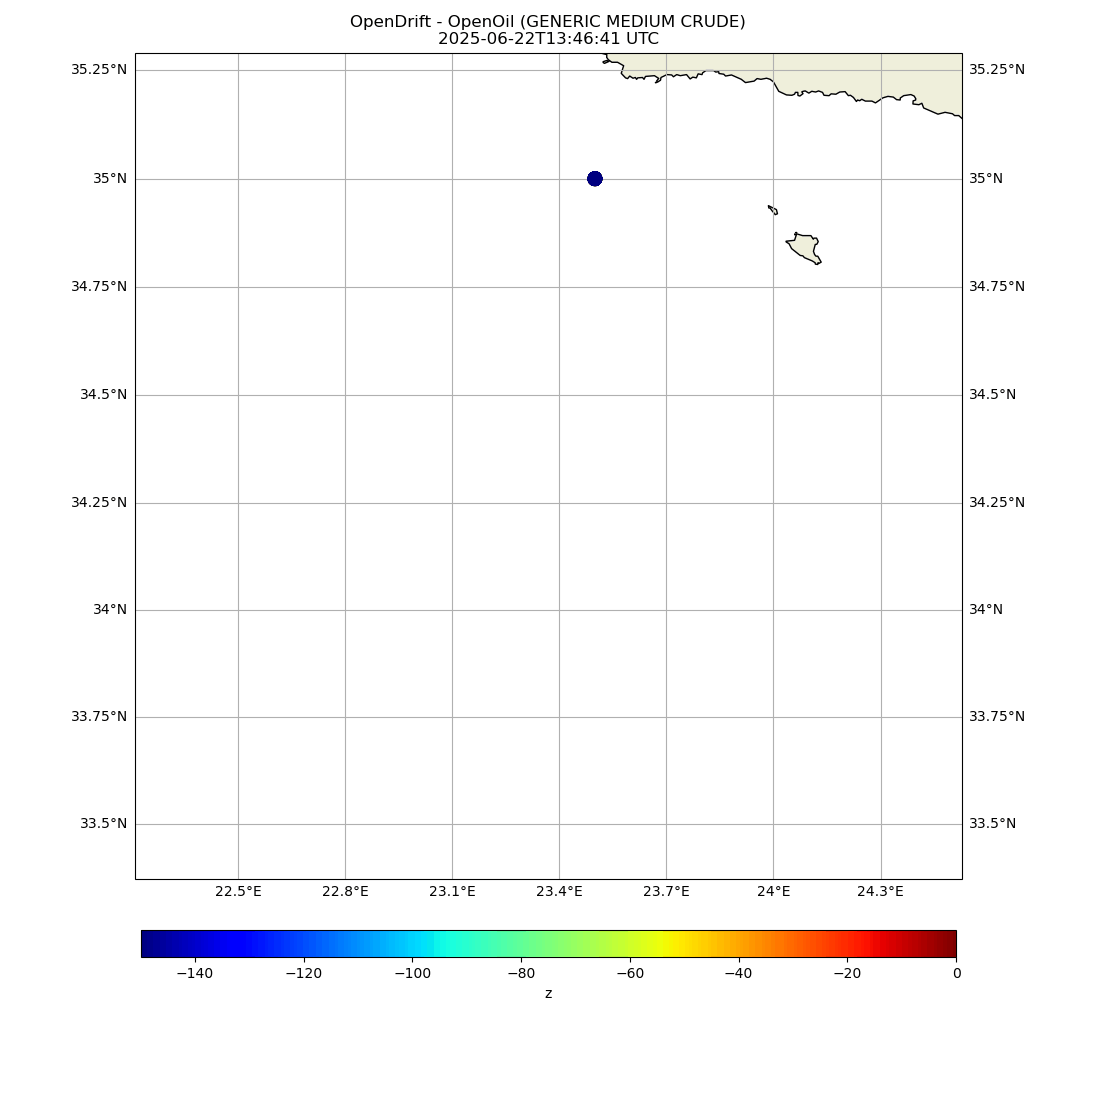 OpenDrift - OpenOil (GENERIC MEDIUM CRUDE)
2025-06-22T13:46:41 UTC
35.25°N 35.25°N
35°N 35°N
34.75°N 34.75°N
34.5°N 34.5°N
34.25°N 34.25°N
34°N 34°N
33.75°N 33.75°N
33.5°N 33.5°N
22.5°E 22.8°E 23.1°E 23.4°E 23.7°E 24°E 24.3°E
−140 −120 −100 −80 −60 −40 −20 0
z